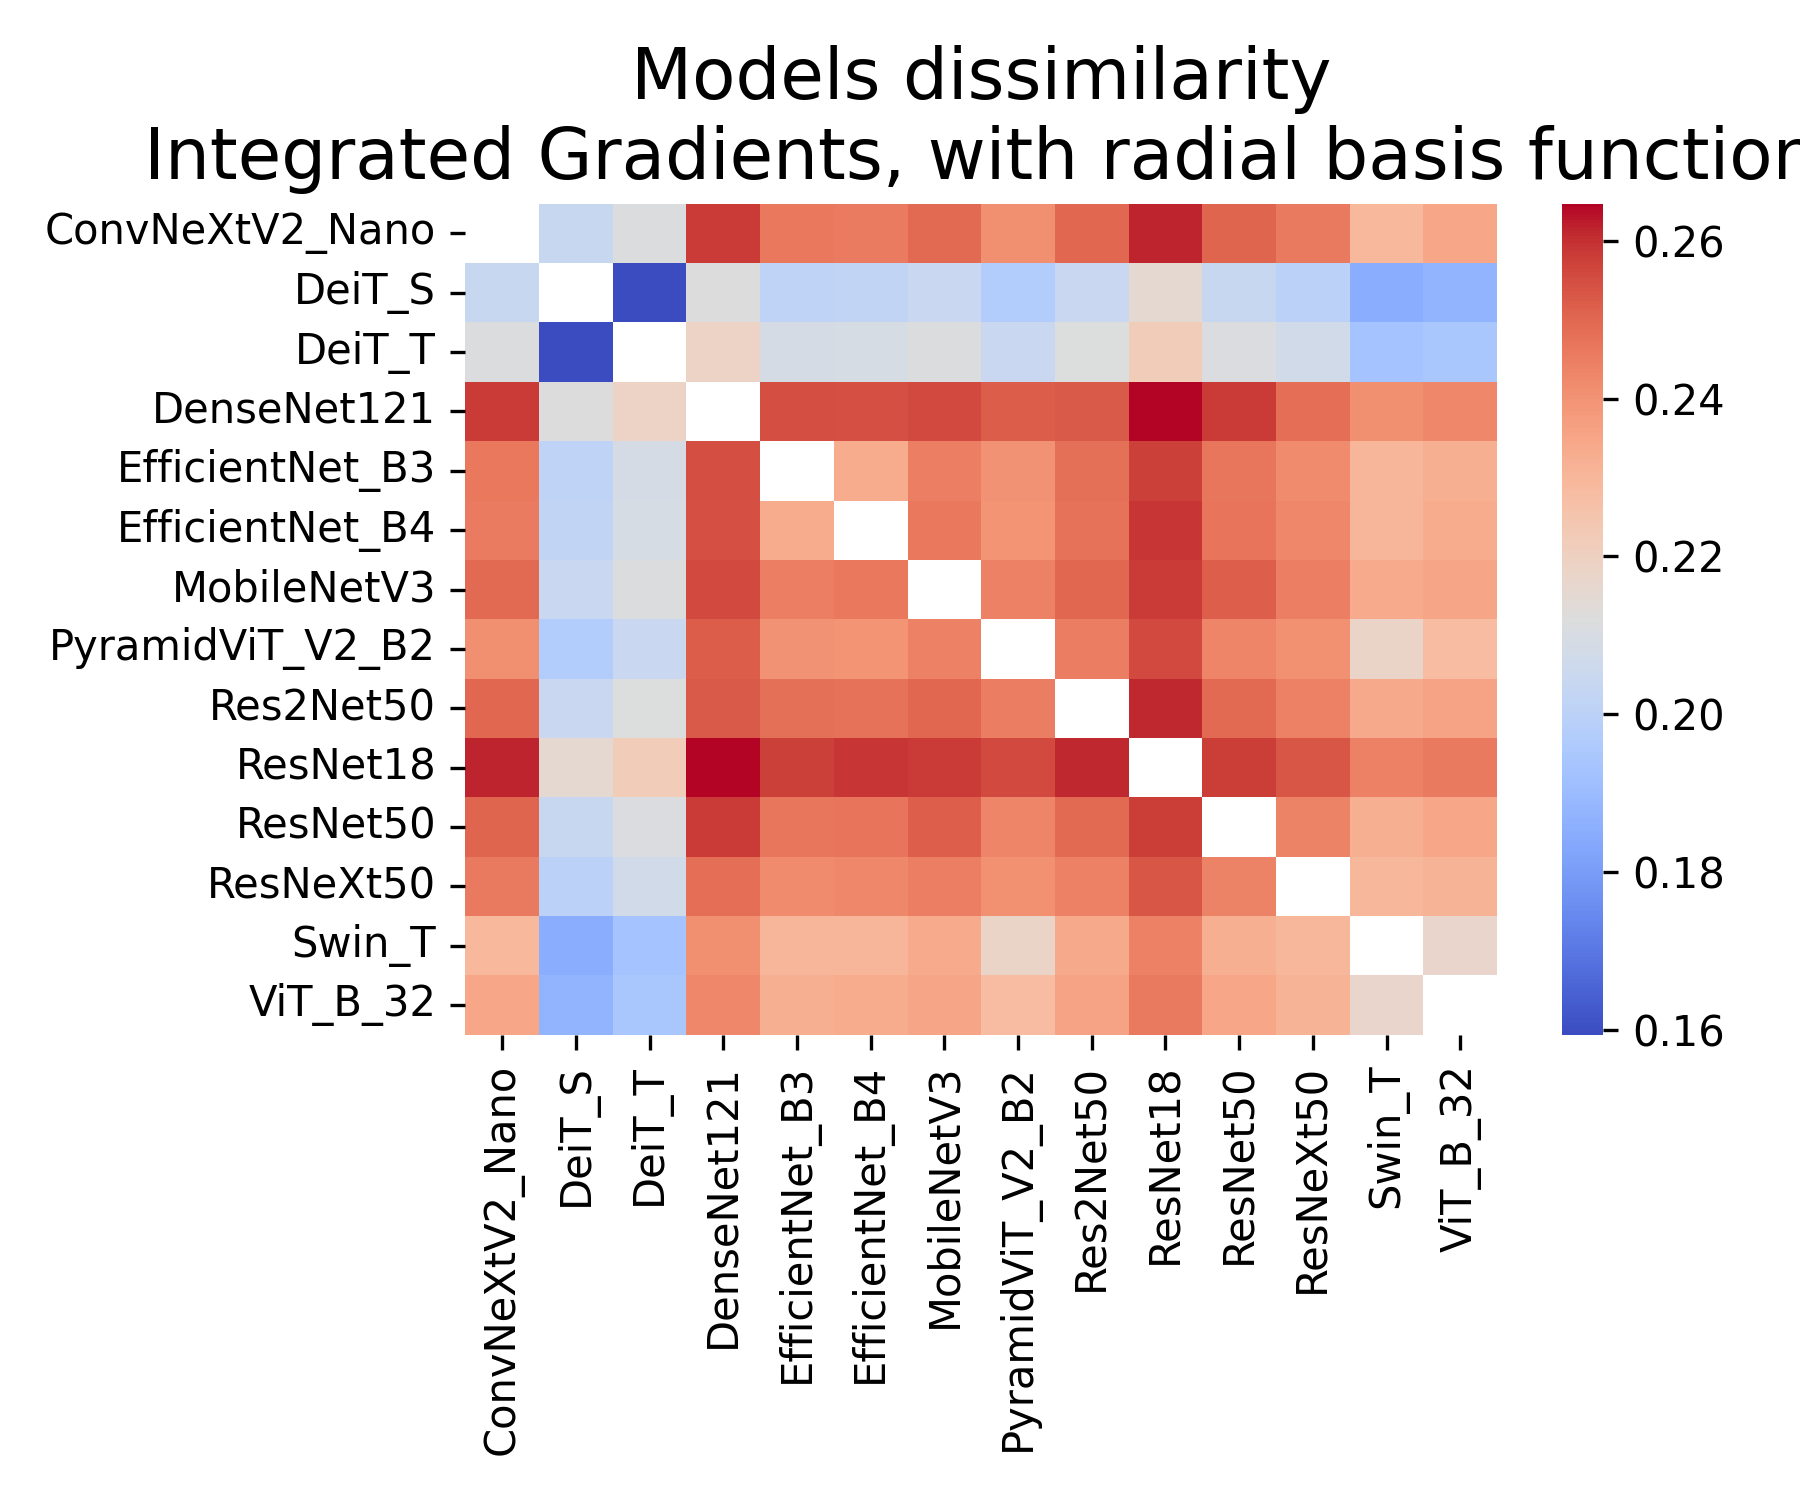 Models dissimilarity
Integrated Gradients, with radial basis function
ConvNeXtV2_Nano
DeiT_S
DeiT_T
DenseNet121
EfficientNet_B3
EfficientNet_B4
MobileNetV3
PyramidViT_V2_B2
Res2Net50
ResNet18
ResNet50
ResNeXt50
Swin_T
ViT_B_32
ConvNeXtV2_Nano
DeiT_S
DeiT_T
DenseNet121
EfficientNet_B3
EfficientNet_B4
MobileNetV3
PyramidViT_V2_B2
Res2Net50
ResNet18
ResNet50
ResNeXt50
Swin_T
ViT_B_32
0.26
0.24
0.22
0.20
0.18
0.16